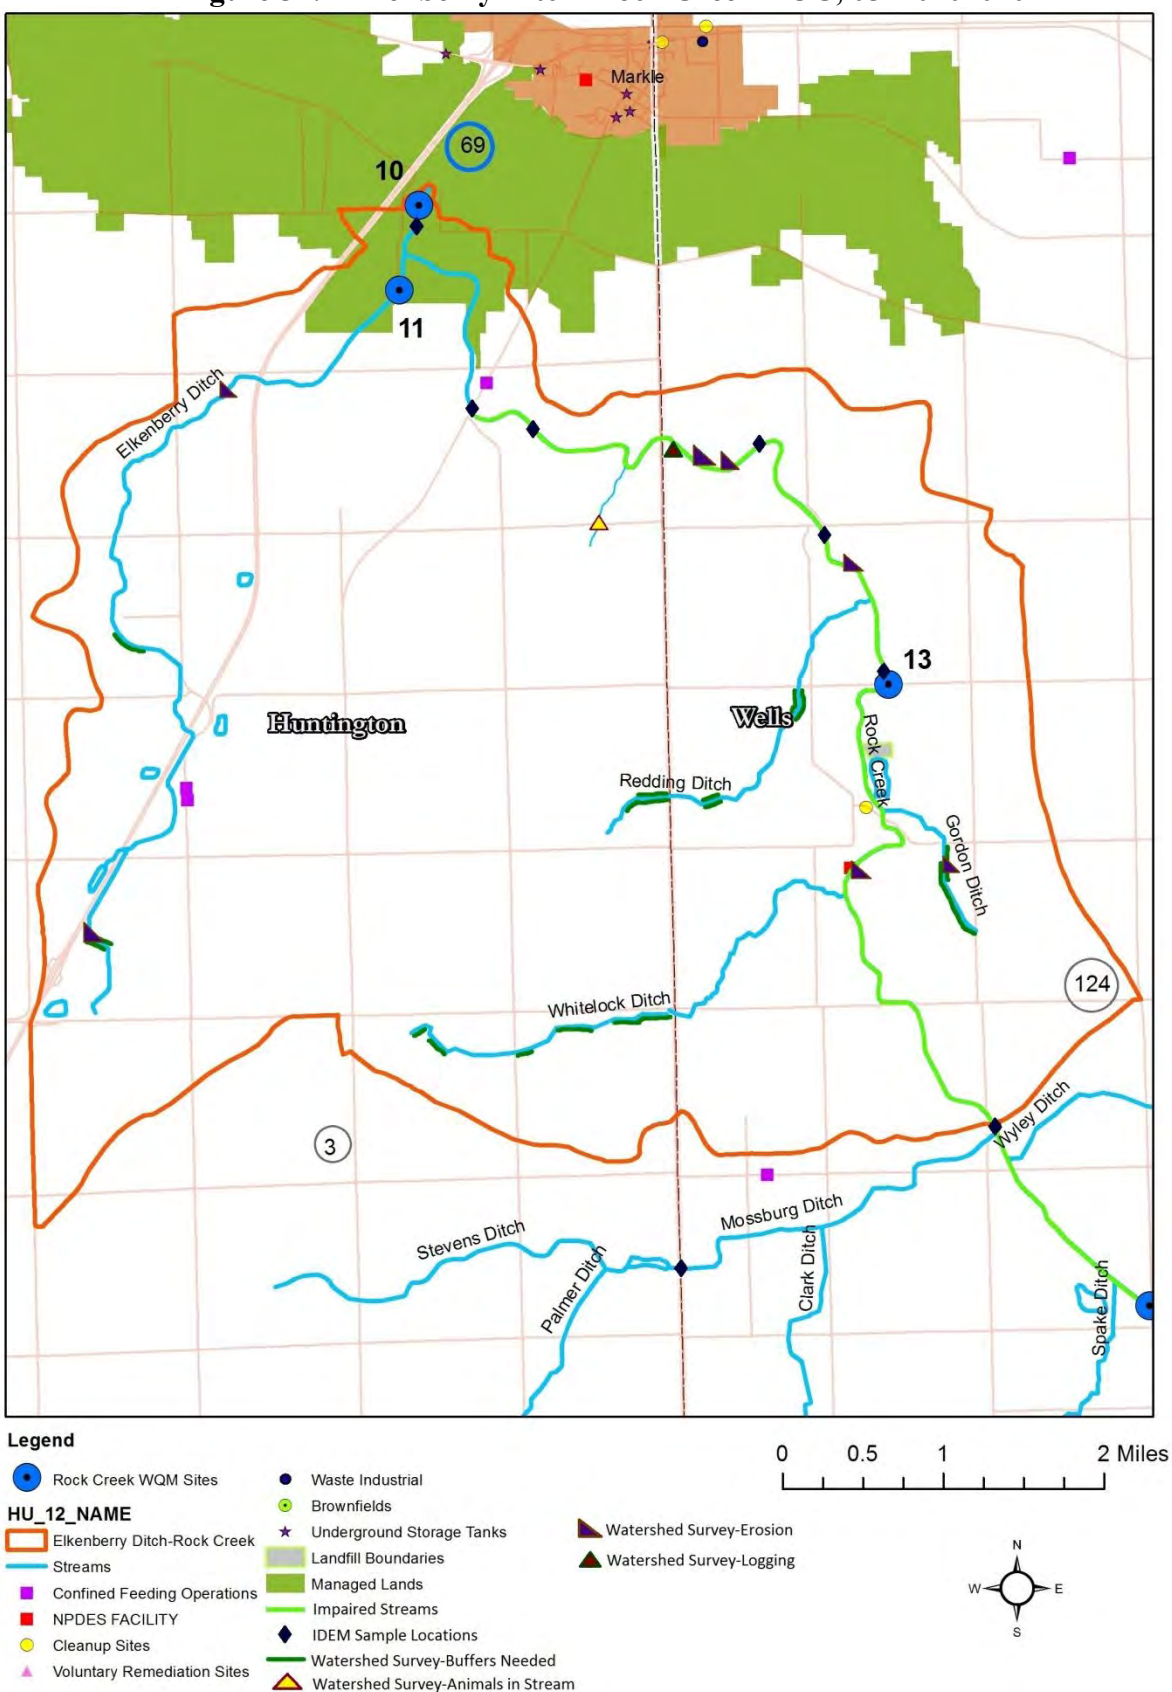 Markle
69
10
11
Elkenberry Ditch
13
Huntington
Wells
Rock Creek
Redding Ditch
Gordon Ditch
124
Whitelock Ditch
Wyley Ditch
3
Mossburg Ditch
Stevens Ditch
Palmer Ditch
Clark Ditch
Spake Ditch
Legend
Rock Creek WQM Sites
HU_12_NAME
Elkenberry Ditch-Rock Creek
Streams
Confined Feeding Operations
NPDES FACILITY
Cleanup Sites
Voluntary Remediation Sites
Waste Industrial
Brownfields
Underground Storage Tanks
Landfill Boundaries
Managed Lands
Impaired Streams
IDEM Sample Locations
Watershed Survey-Buffers Needed
Watershed Survey-Animals in Stream
Watershed Survey-Erosion
Watershed Survey-Logging
0 0.5 1 2 Miles
N
W E
S